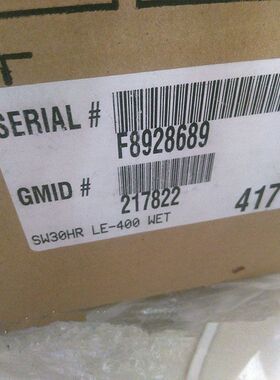 SERIAL #
F8928689
GMID #
217822
417
SW30HR LE-400 WET